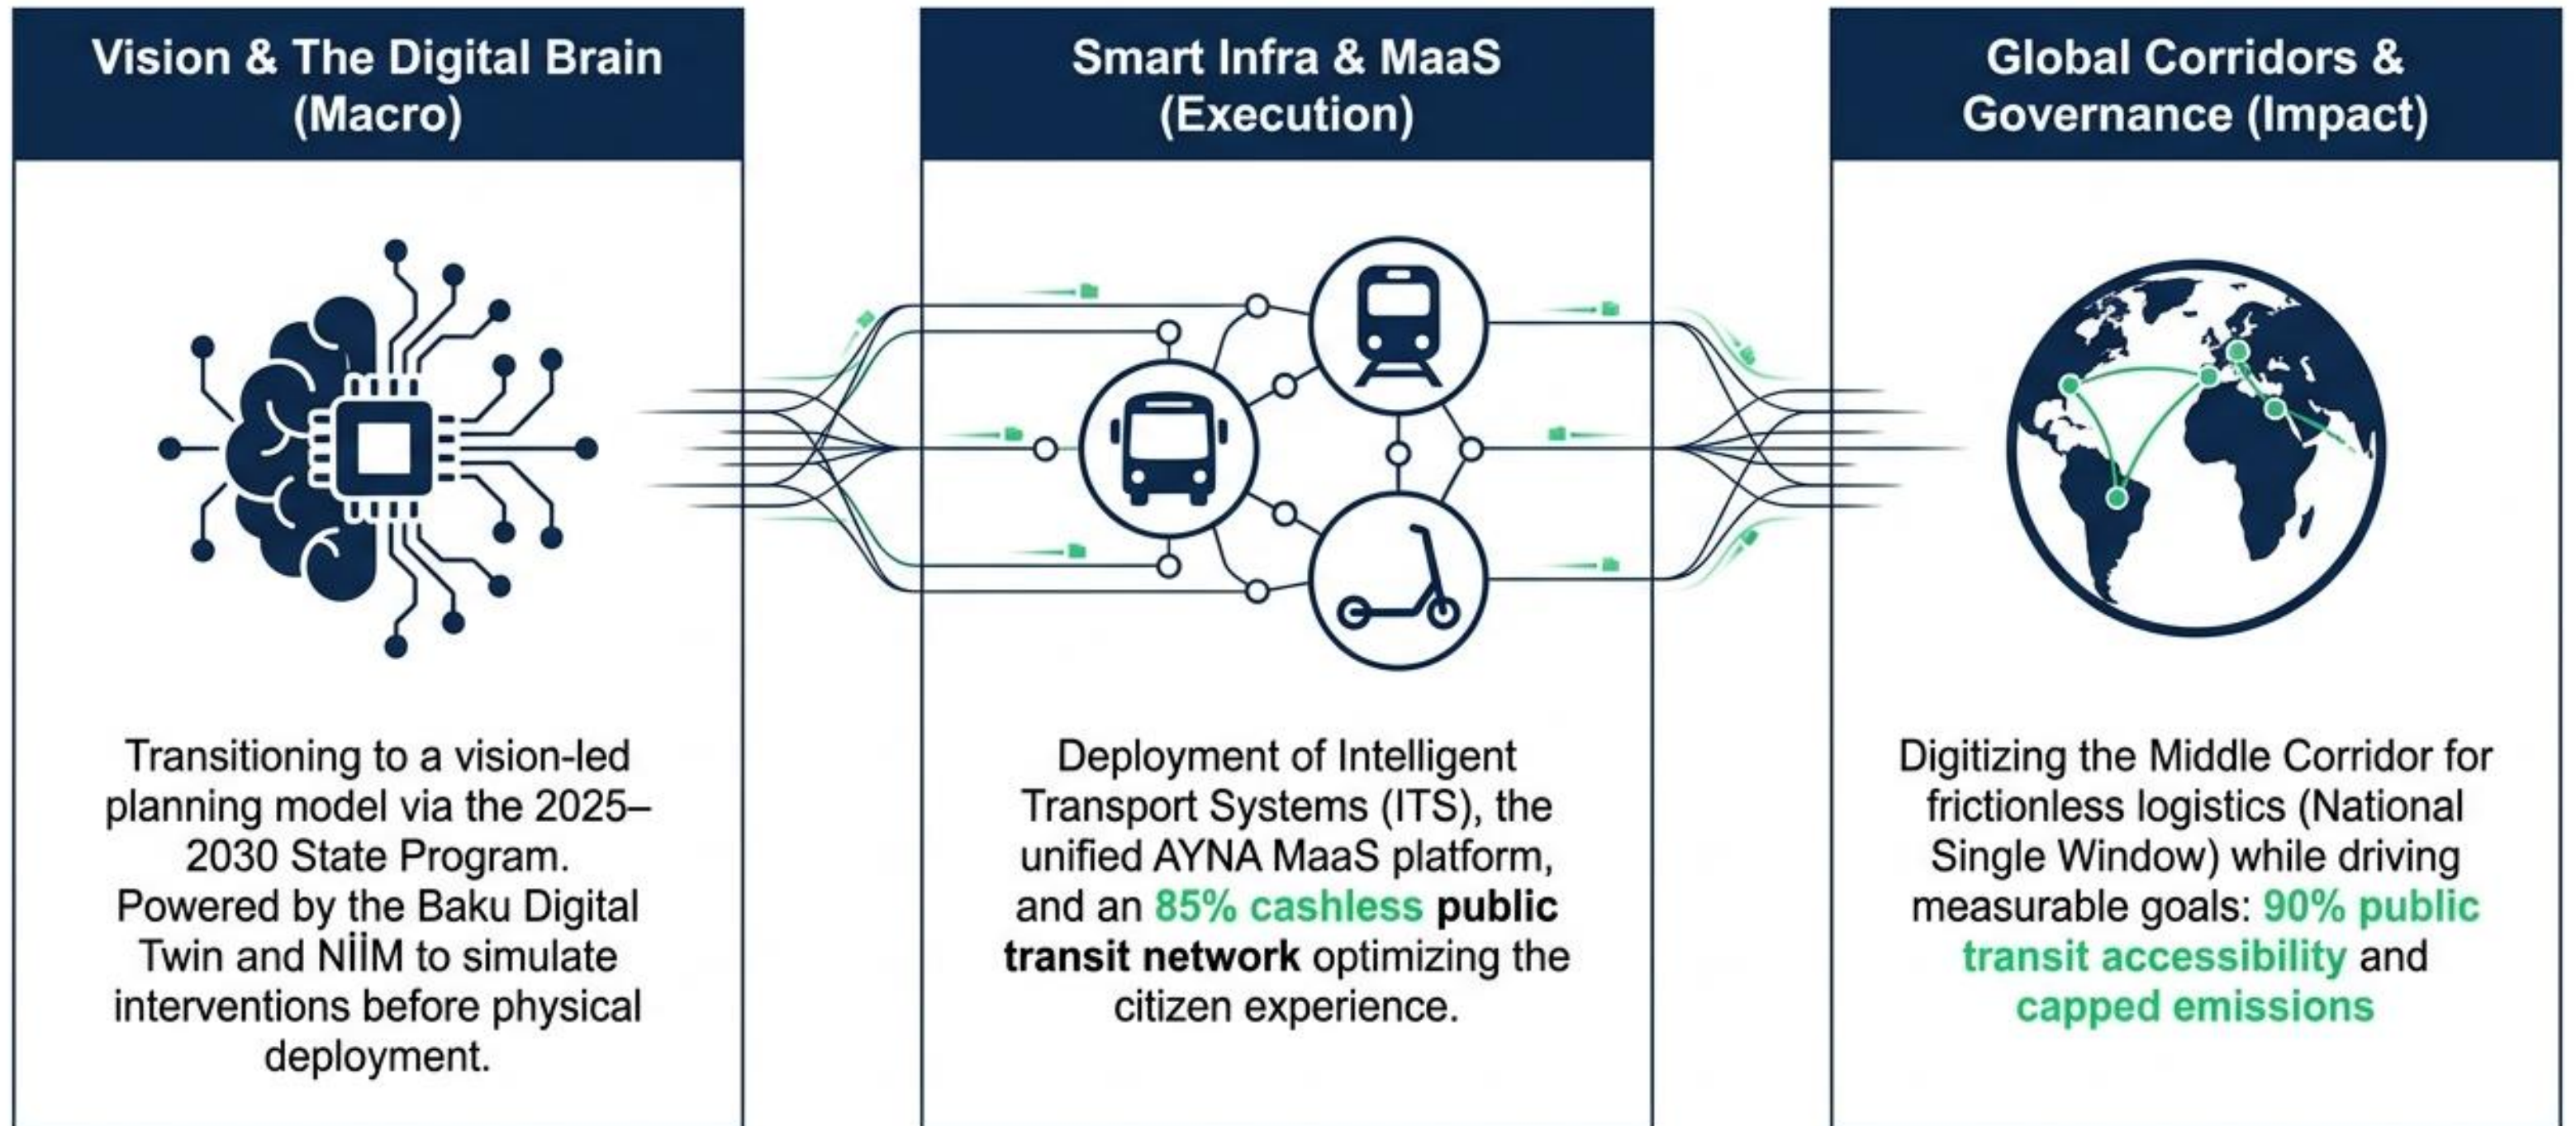 Vision & The Digital Brain
(Macro)
Transitioning to a vision-led
planning model via the 2025–
2030 State Program.
Powered by the Baku Digital
Twin and NİİM to simulate
interventions before physical
deployment.
Smart Infra & MaaS
(Execution)
Deployment of Intelligent
Transport Systems (ITS), the
unified AYNA MaaS platform,
and an 85% cashless public
transit network optimizing the
citizen experience.
Global Corridors &
Governance (Impact)
Digitizing the Middle Corridor for
frictionless logistics (National
Single Window) while driving
measurable goals: 90% public
transit accessibility and
capped emissions